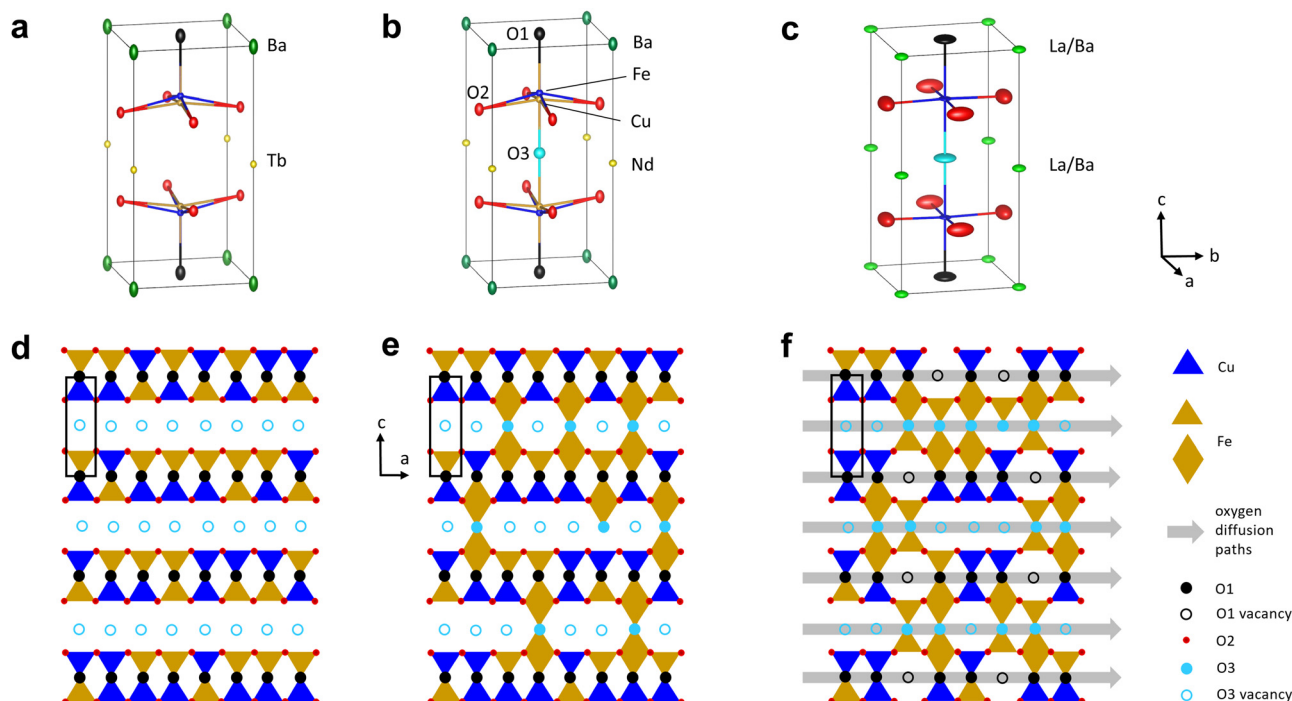 a
Ba
Tb
b
O1
Ba
Fe
O2
Cu
O3
Nd
c
La/Ba
La/Ba
c
b
a
d
e
c
a
f
Cu
Fe
oxygen
diffusion
paths
O1
O1 vacancy
O2
O3
O3 vacancy